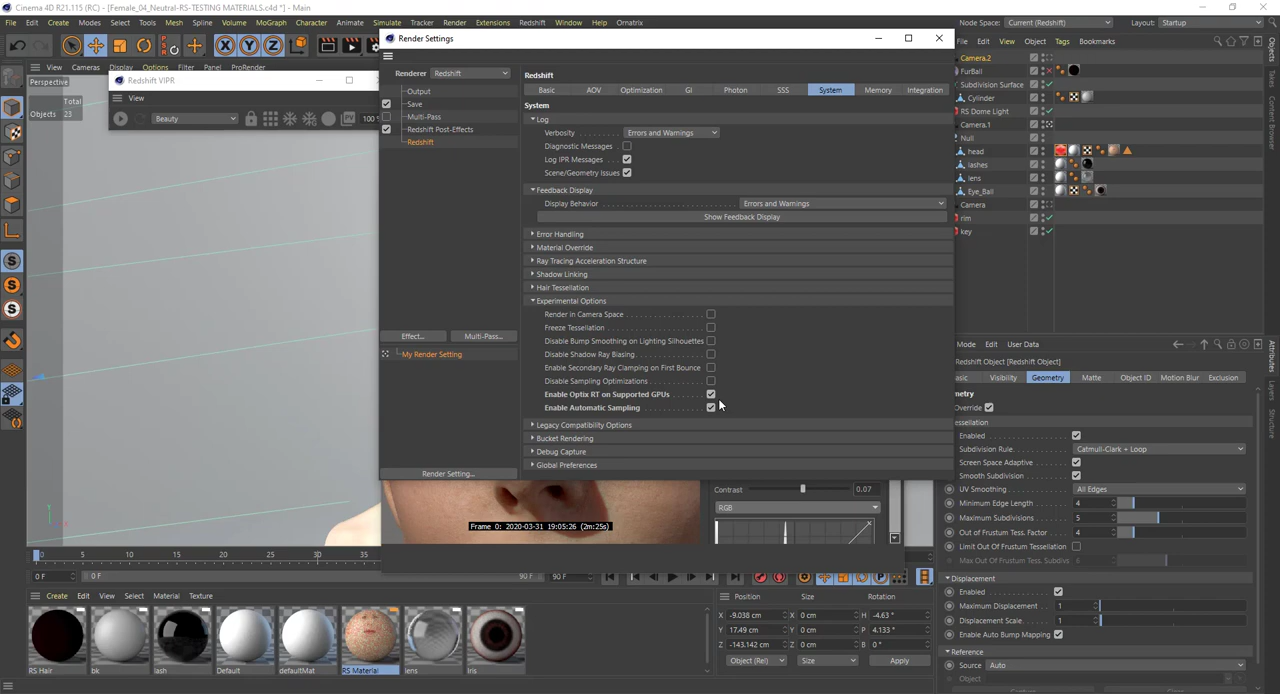 Cinema 4D R21.115 (RC) - [Female_04_Neutral-RS-TESTING MATERIALS.c4d *] - Main
File Edit Create Modes Select Tools Mesh Spline Volume MoGraph Character Animate Simulate Tracker Render Extensions Redshift Window Help Ornatrix
Node Space: Current (Redshift) Layout: Startup
View Cameras Display Options Filter Panel ProRender
Perspective
Total
Objects 23
Redshift VIPR
View
Beauty 100
Render Settings
Renderer Redshift
Output
Save
Multi-Pass
Redshift Post-Effects
Redshift
Effect... Multi-Pass...
My Render Setting
Render Setting...
Redshift
Basic AOV Optimization GI Photon SSS System Memory Integration
System
Log
Verbosity Errors and Warnings
Diagnostic Messages
Log IPR Messages
Scene/Geometry Issues
Feedback Display
Display Behavior Errors and Warnings
Show Feedback Display
Error Handling
Material Override
Ray Tracing Acceleration Structure
Shadow Linking
Hair Tessellation
Experimental Options
Render in Camera Space
Freeze Tessellation
Disable Bump Smoothing on Lighting Silhouettes
Disable Shadow Ray Biasing
Enable Secondary Ray Clamping on First Bounce
Disable Sampling Optimizations
Enable Optix RT on Supported GPUs
Enable Automatic Sampling
Legacy Compatibility Options
Bucket Rendering
Debug Capture
Global Preferences
File Edit View Object Tags Bookmarks
Camera.2
FurBall
Subdivision Surface
Cylinder
RS Dome Light
Camera.1
Null
head
lashes
lens
Eye_Ball
Camera
rim
key
Objects
Takes
Content Browser
Attributes
Layers
Structure
Mode Edit User Data
Redshift Object [Redshift Object]
asic Visibility Geometry Matte Object ID Motion Blur Exclusion
Override
essellation
Enabled
Subdivision Rule Catmull-Clark + Loop
Screen Space Adaptive
Smooth Subdivision
UV Smoothing All Edges
Minimum Edge Length 4
Maximum Subdivisions 5
Out of Frustum Tess. Factor 4
Limit Out Of Frustum Tessellation
Max Out Of Frustum Tess. Subdivs 6
Displacement
Enabled
Maximum Displacement 1
Displacement Scale 1
Enable Auto Bump Mapping
Reference
Source Auto
Object
Contrast 0.07
RGB
Frame 0: 2020-03-31 19:05:26 (2m:25s)
0 5 10 15 20 25 30 35
0 F 0 F 90 F 90 F
Create Edit View Select Material Texture
RS Hair bk lash Default defaultMat RS Material lens Iris
Position Size Rotation
X -9.038 cm X 0 cm H -4.63 °
Y 17.49 cm Y 0 cm P 4.133 °
Z -143.142 cm Z 0 cm B 0 °
Object (Rel) Size Apply